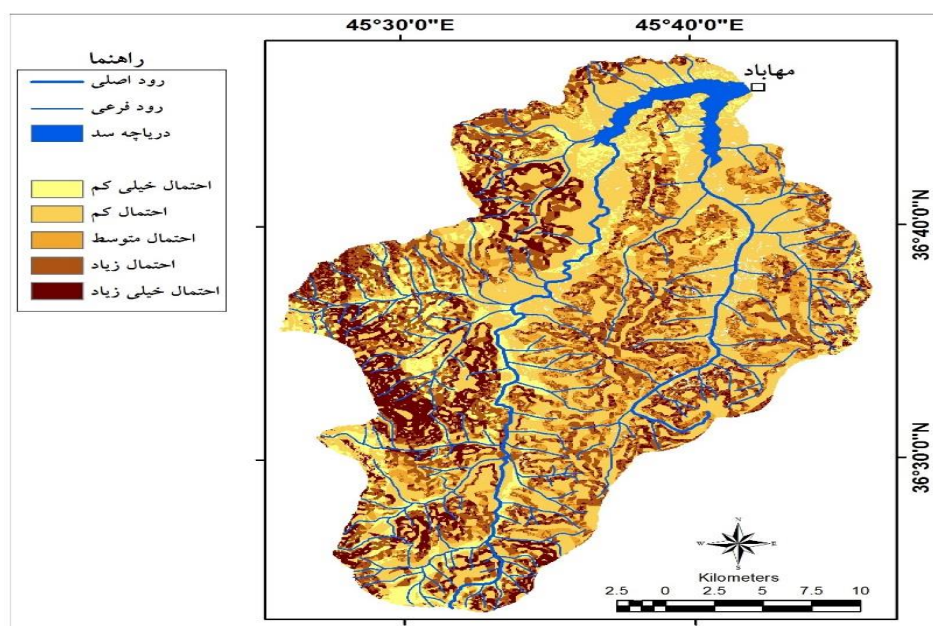 45°30'0"E
45°40'0"E
راهنما
رود اصلی
رود فرعی
دریاچه سد
احتمال خیلی کم
احتمال کم
احتمال متوسط
احتمال زیاد
احتمال خیلی زیاد
مهاباد
36°40'0"N
36°30'0"N
N
W
E
S
Kilometers
2.5 0 2.5 5 7.5 10